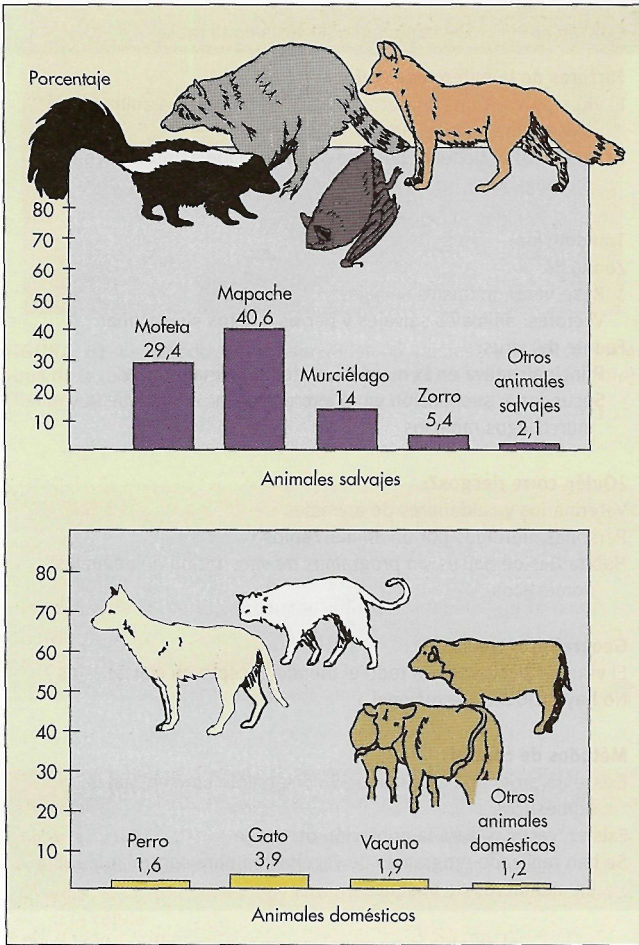 Porcentaje
80
70
60
50
40
30
20
10
Mofeta
29,4
Mapache
40,6
Murciélago
14
Zorro
5,4
Otros
animales
salvajes
2,1
Animales salvajes
80
70
60
50
40
30
20
10
Perro
1,6
Gato
3,9
Vacuno
1,9
Otros
animales
domésticos
1,2
Animales domésticos